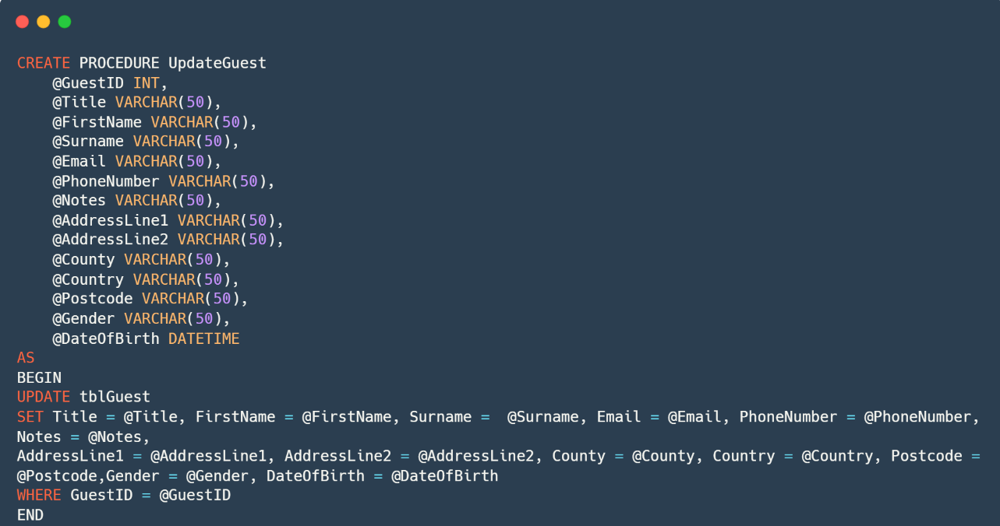 CREATE PROCEDURE UpdateGuest
    @GuestID INT,
    @Title VARCHAR(50),
    @FirstName VARCHAR(50),
    @Surname VARCHAR(50),
    @Email VARCHAR(50),
    @PhoneNumber VARCHAR(50),
    @Notes VARCHAR(50),
    @AddressLine1 VARCHAR(50),
    @AddressLine2 VARCHAR(50),
    @County VARCHAR(50),
    @Country VARCHAR(50),
    @Postcode VARCHAR(50),
    @Gender VARCHAR(50),
    @DateOfBirth DATETIME
AS
BEGIN
UPDATE tblGuest
SET Title = @Title, FirstName = @FirstName, Surname =  @Surname, Email = @Email, PhoneNumber = @PhoneNumber,
Notes = @Notes,
AddressLine1 = @AddressLine1, AddressLine2 = @AddressLine2, County = @County, Country = @Country, Postcode =
@Postcode,Gender = @Gender, DateOfBirth = @DateOfBirth
WHERE GuestID = @GuestID
END